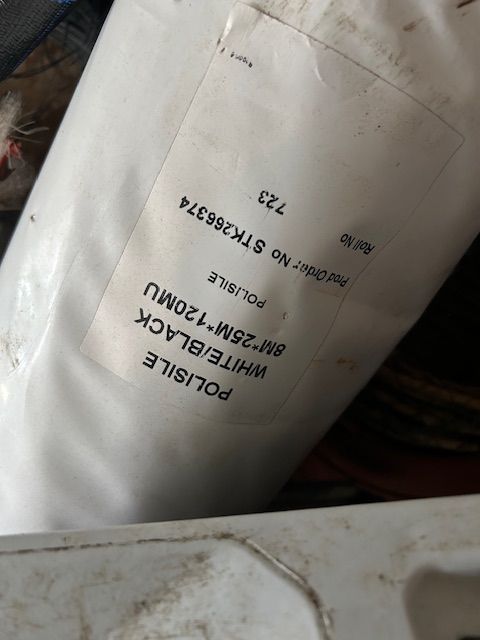 POLISILE
WHITE/BLACK
8M*25M*120MU
POLISILE
Prod Order No STK266374
Roll No 723